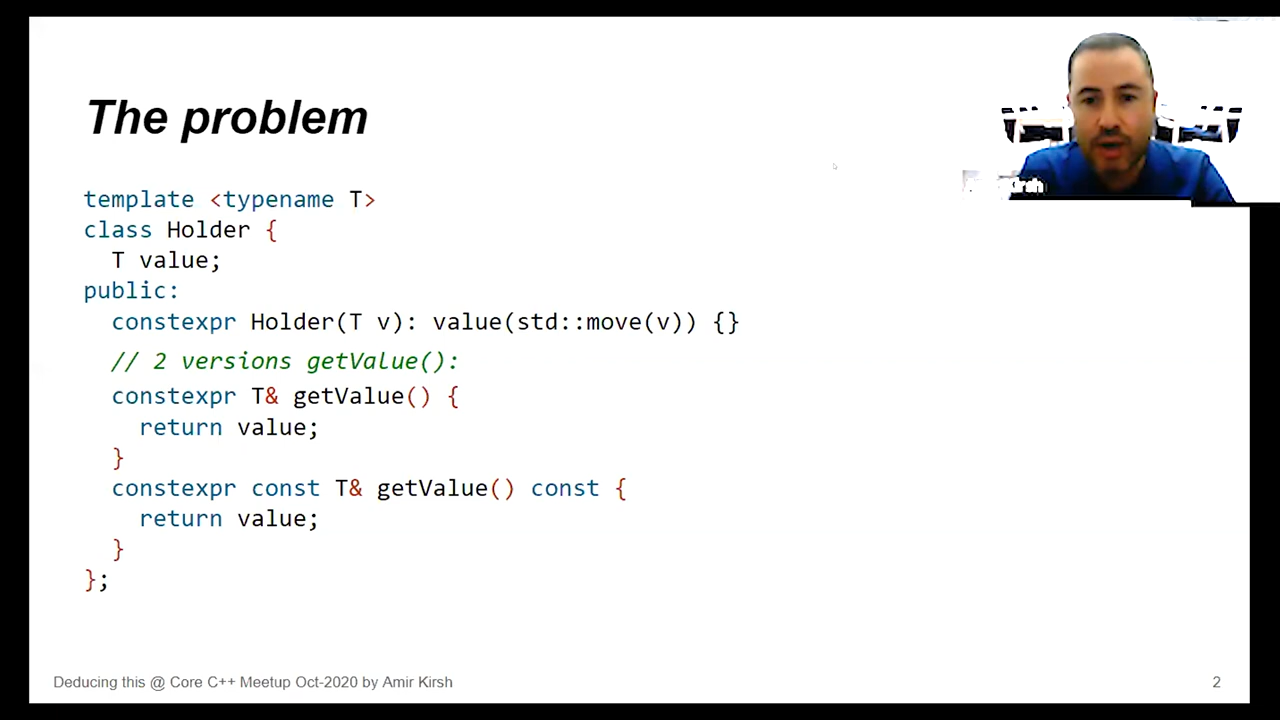 The problem
template <typename T>
class Holder {
T value;
public:
constexpr Holder(T v): value(std::move(v)) {}
// 2 versions getValue():
constexpr T& getValue() {
return value;
}
constexpr const T& getValue() const {
return value;
}
};
Deducing this @ Core C++ Meetup Oct-2020 by Amir Kirsh
2